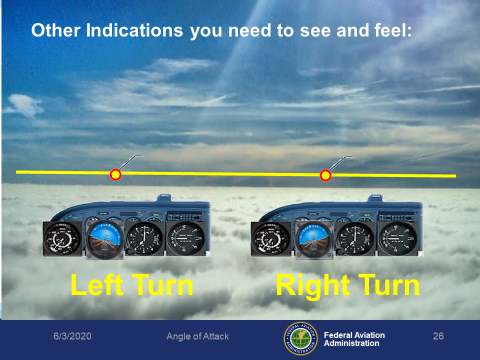 Other Indications you need to see and feel:
Left Turn
Right Turn
6/3/2020
Angle of Attack
Federal Aviation
Administration
26